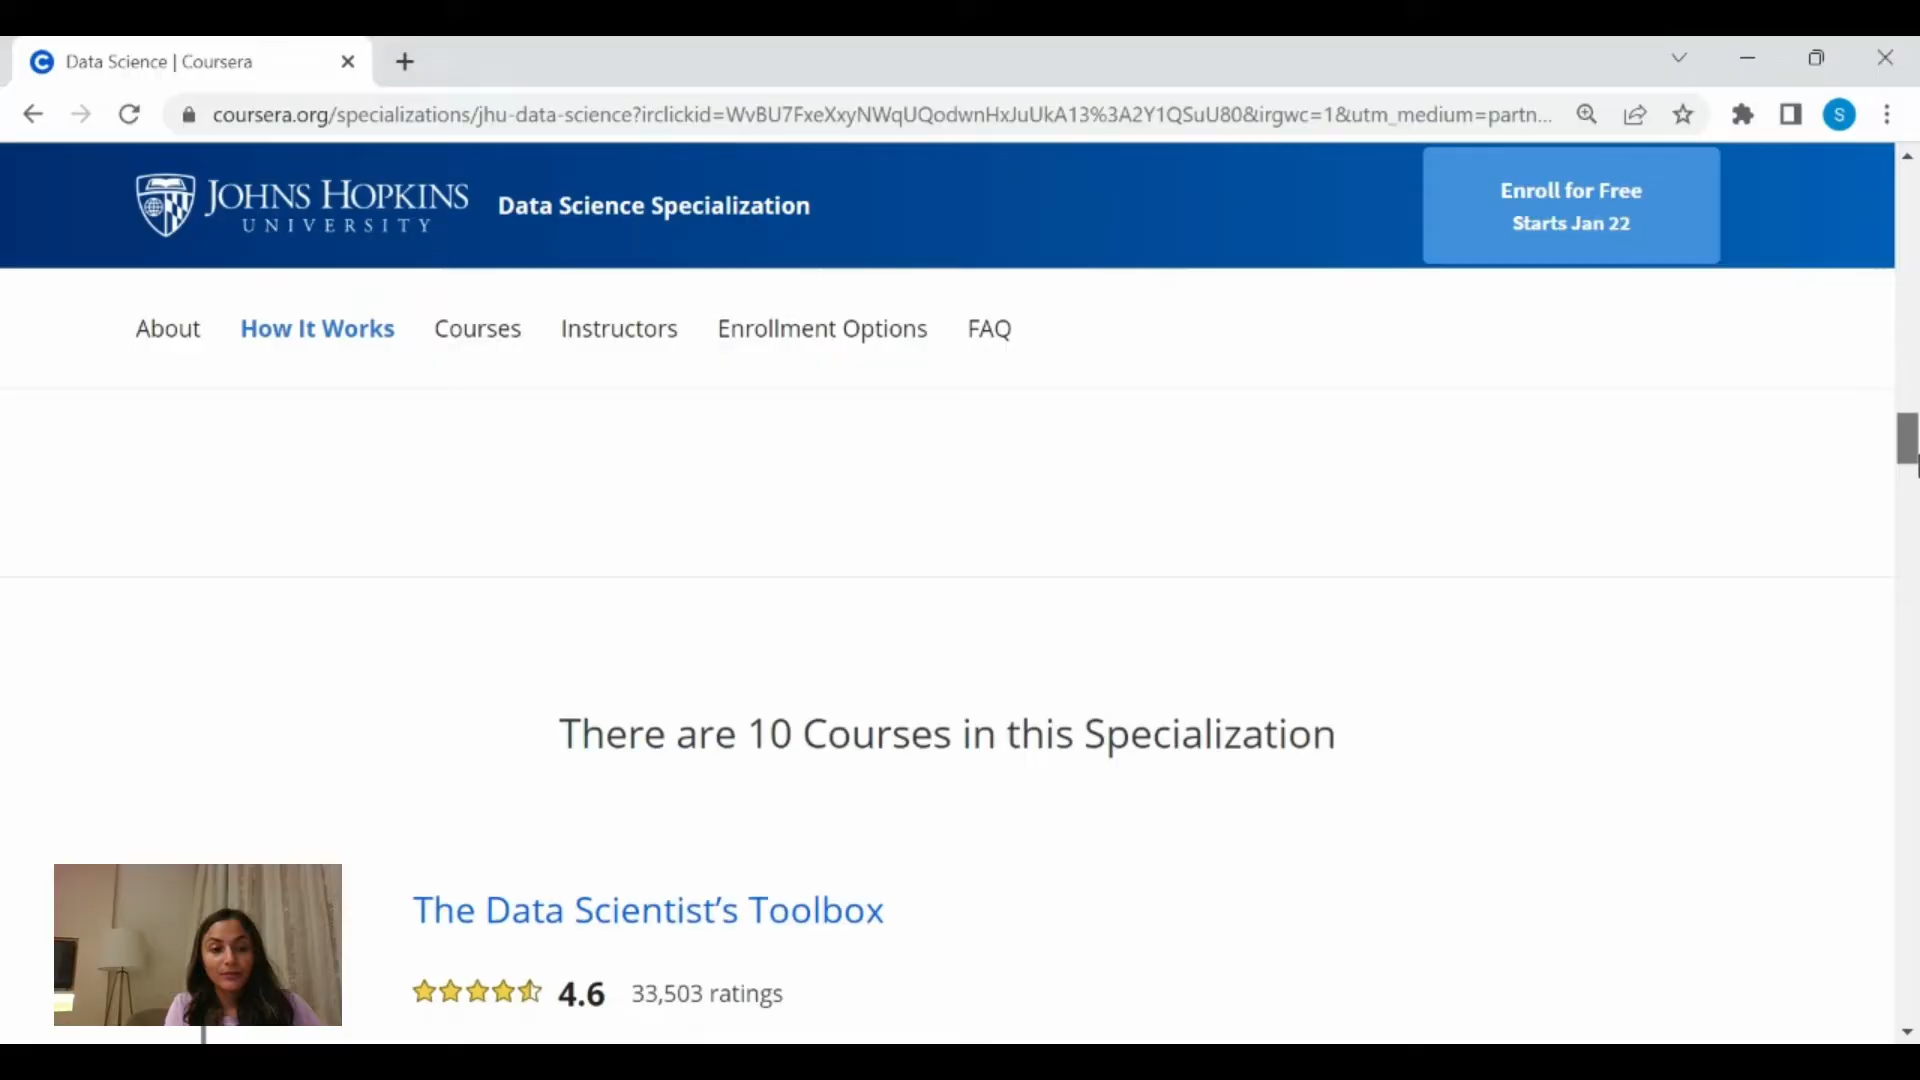 Data Science | Coursera
coursera.org/specializations/jhu-data-science?irclickid=WvBU7FxeXxyNWqUQodwnHxJuUkA13%3A2Y1QSuU80&irgwc=1&utm_medium=partn...
S
JOHNS HOPKINS
UNIVERSITY
Data Science Specialization
Enroll for Free
Starts Jan 22
About How It Works Courses Instructors Enrollment Options FAQ
There are 10 Courses in this Specialization
The Data Scientist’s Toolbox
4.6 33,503 ratings